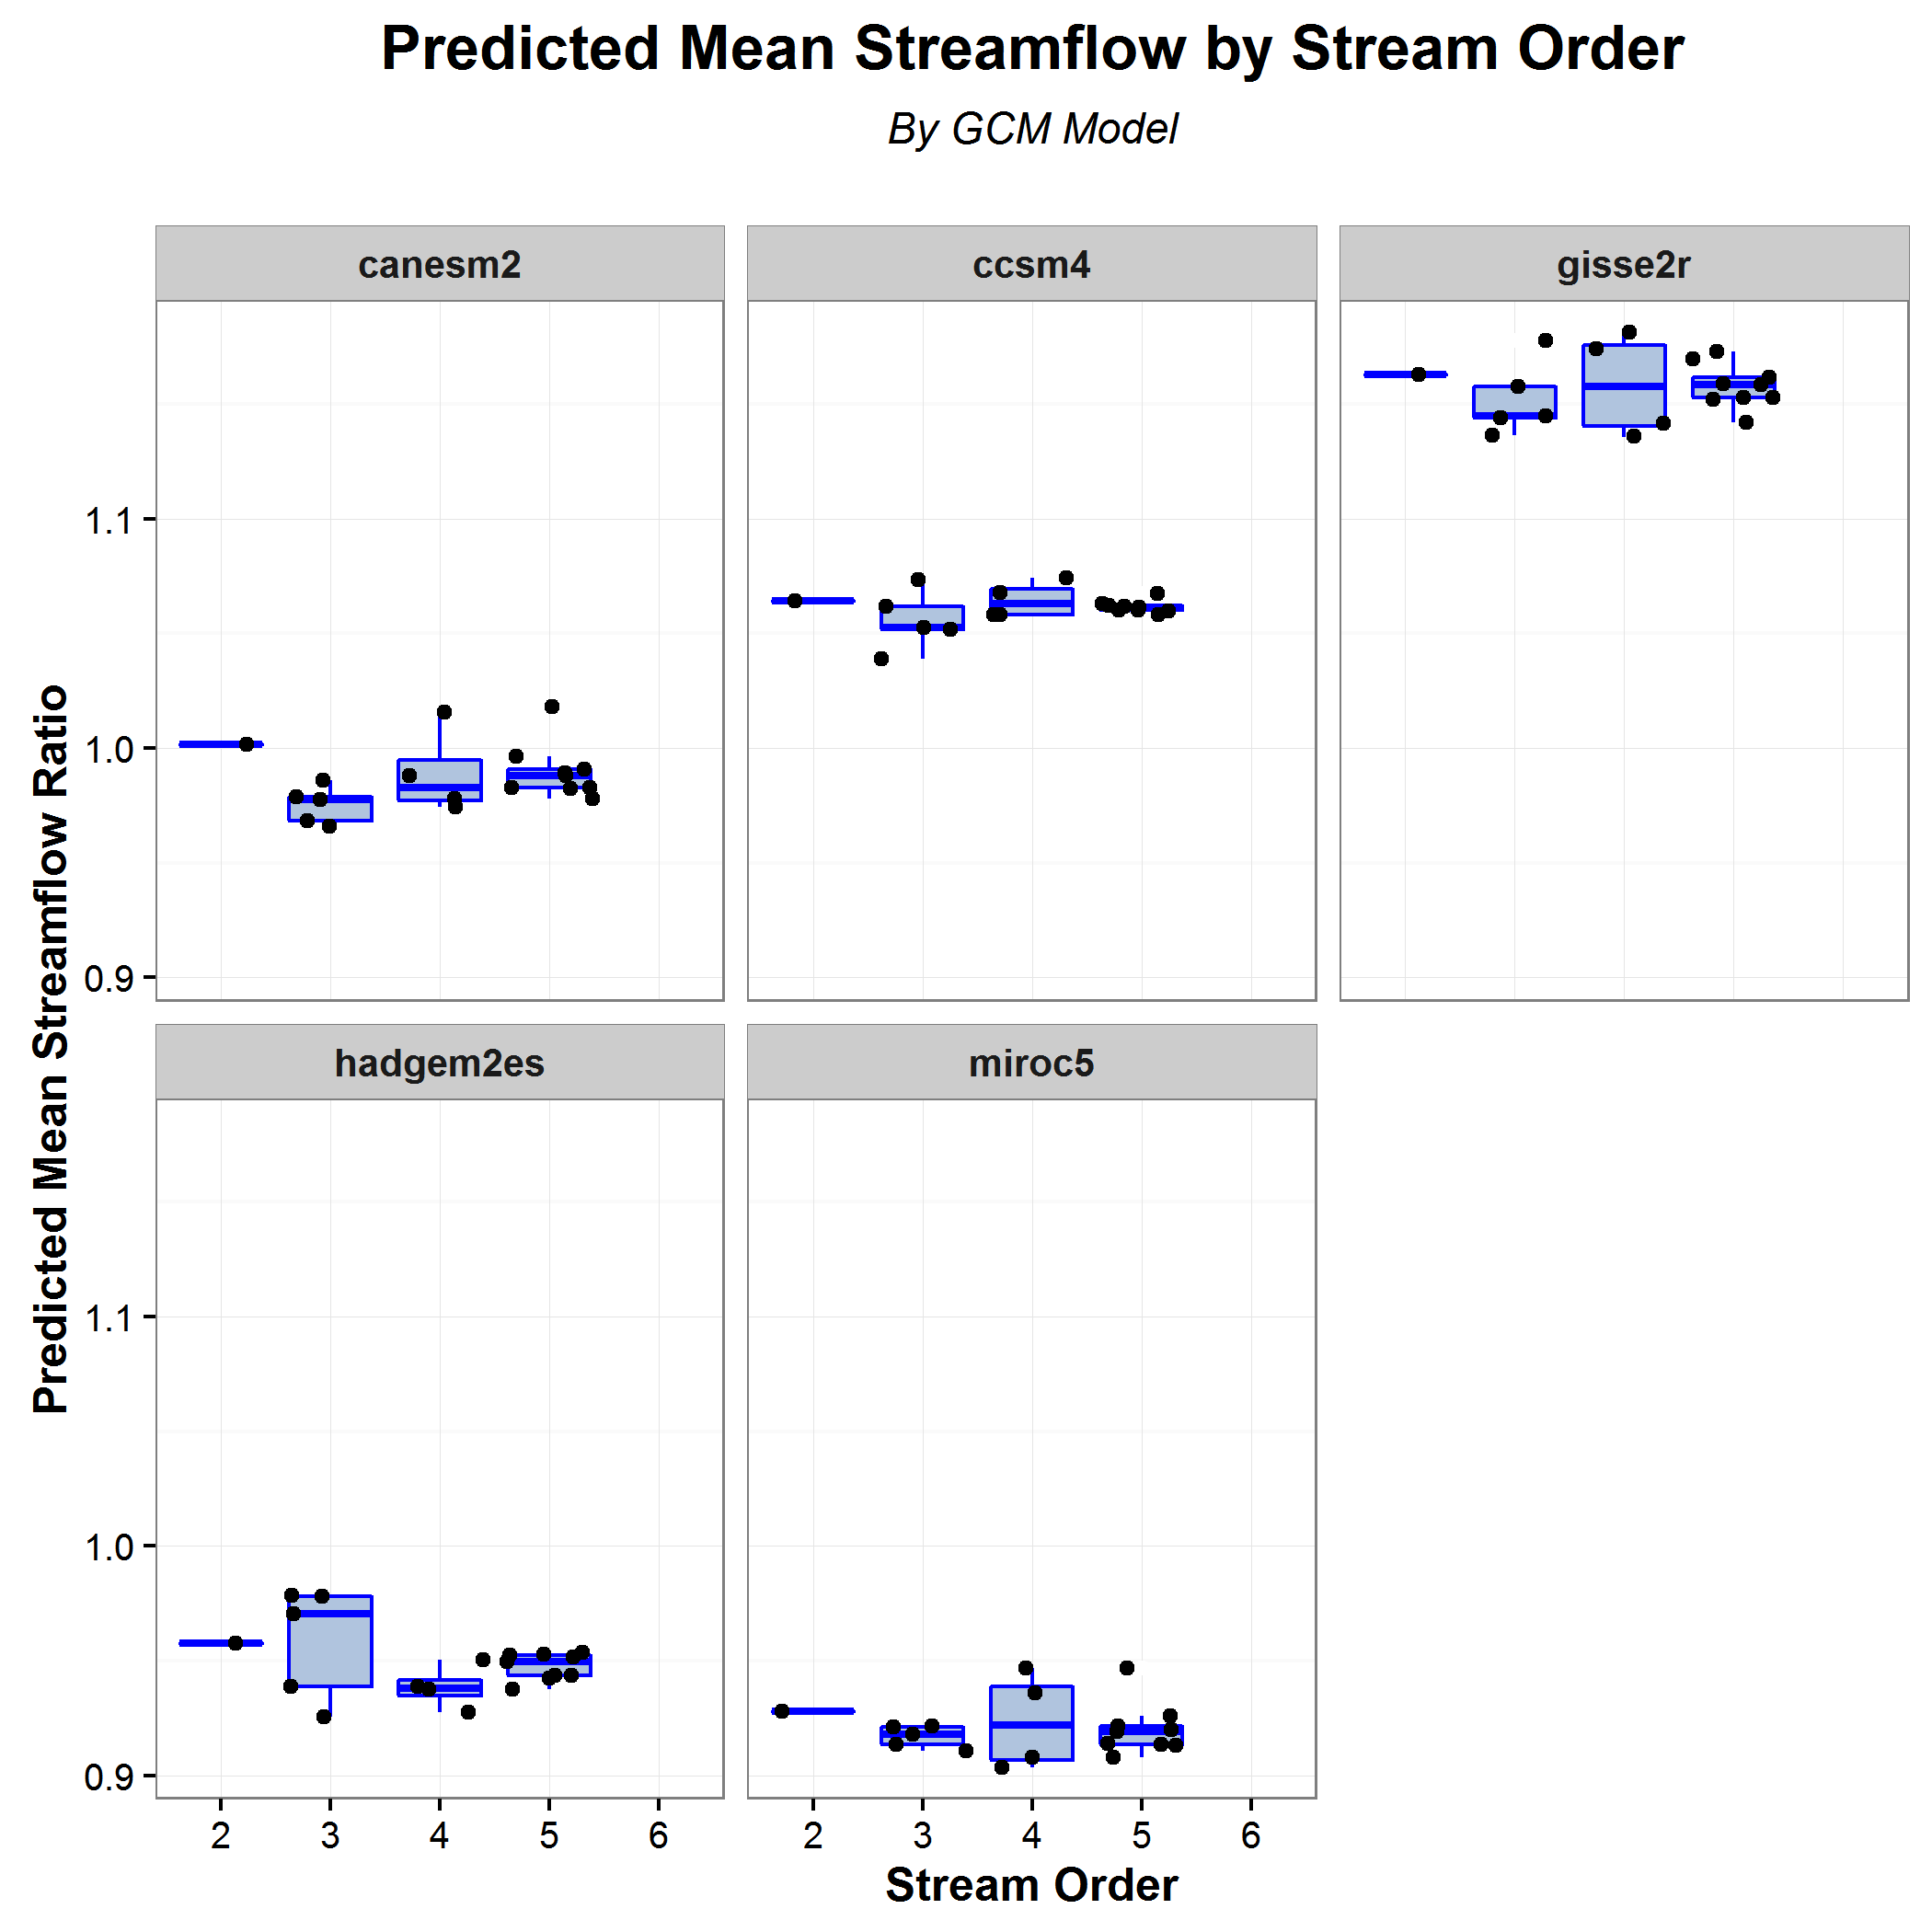 Predicted Mean Streamflow by Stream Order
By GCM Model
canesm2
ccsm4
gisse2r
1.1
1.0
0.9
Predicted Mean Streamflow Ratio
hadgem2es
miroc5
1.1
1.0
0.9
2 3 4 5 6
2 3 4 5 6
Stream Order